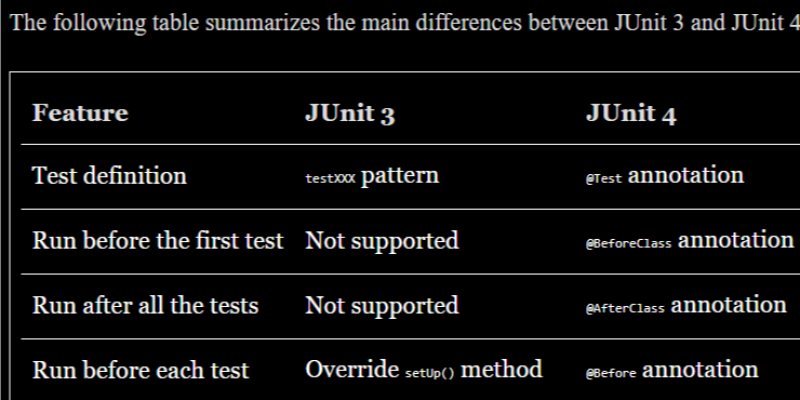 The following table summarizes the main differences between JUnit 3 and JUnit 4
Feature JUnit 3 JUnit 4
Test definition testXXX pattern @Test annotation
Run before the first test Not supported @BeforeClass annotation
Run after all the tests Not supported @AfterClass annotation
Run before each test Override setUp() method @Before annotation